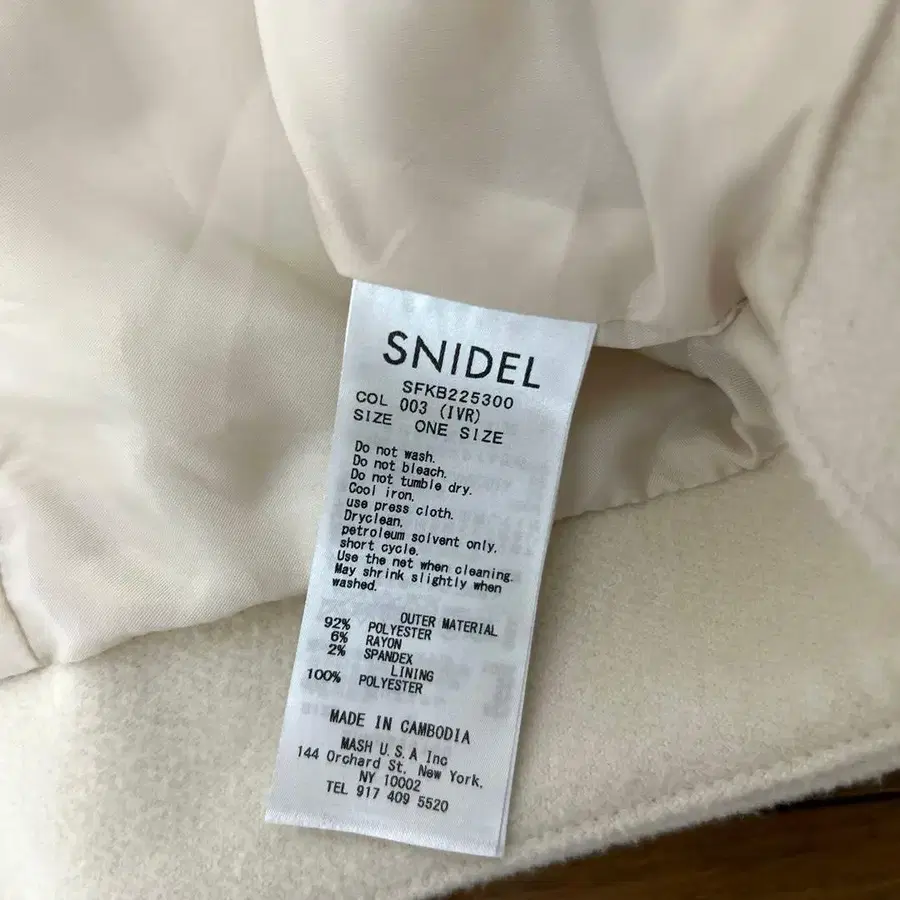 SNIDEL
SFKB225300
COL 003 (IVR)
SIZE ONE SIZE
Do not wash.
Do not bleach.
Do not tumble dry.
Cool iron.
use press cloth.
Dryclean,
petroleum solvent only,
short cycle.
Use the net when cleaning.
May shrink slightly when
washed.
OUTER MATERIAL
92% POLYESTER
6% RAYON
2% SPANDEX
LINING
100% POLYESTER
MADE IN CAMBODIA
MASH U.S.A Inc
144 Orchard St. New York,
NY 10002
TEL 917 409 5520